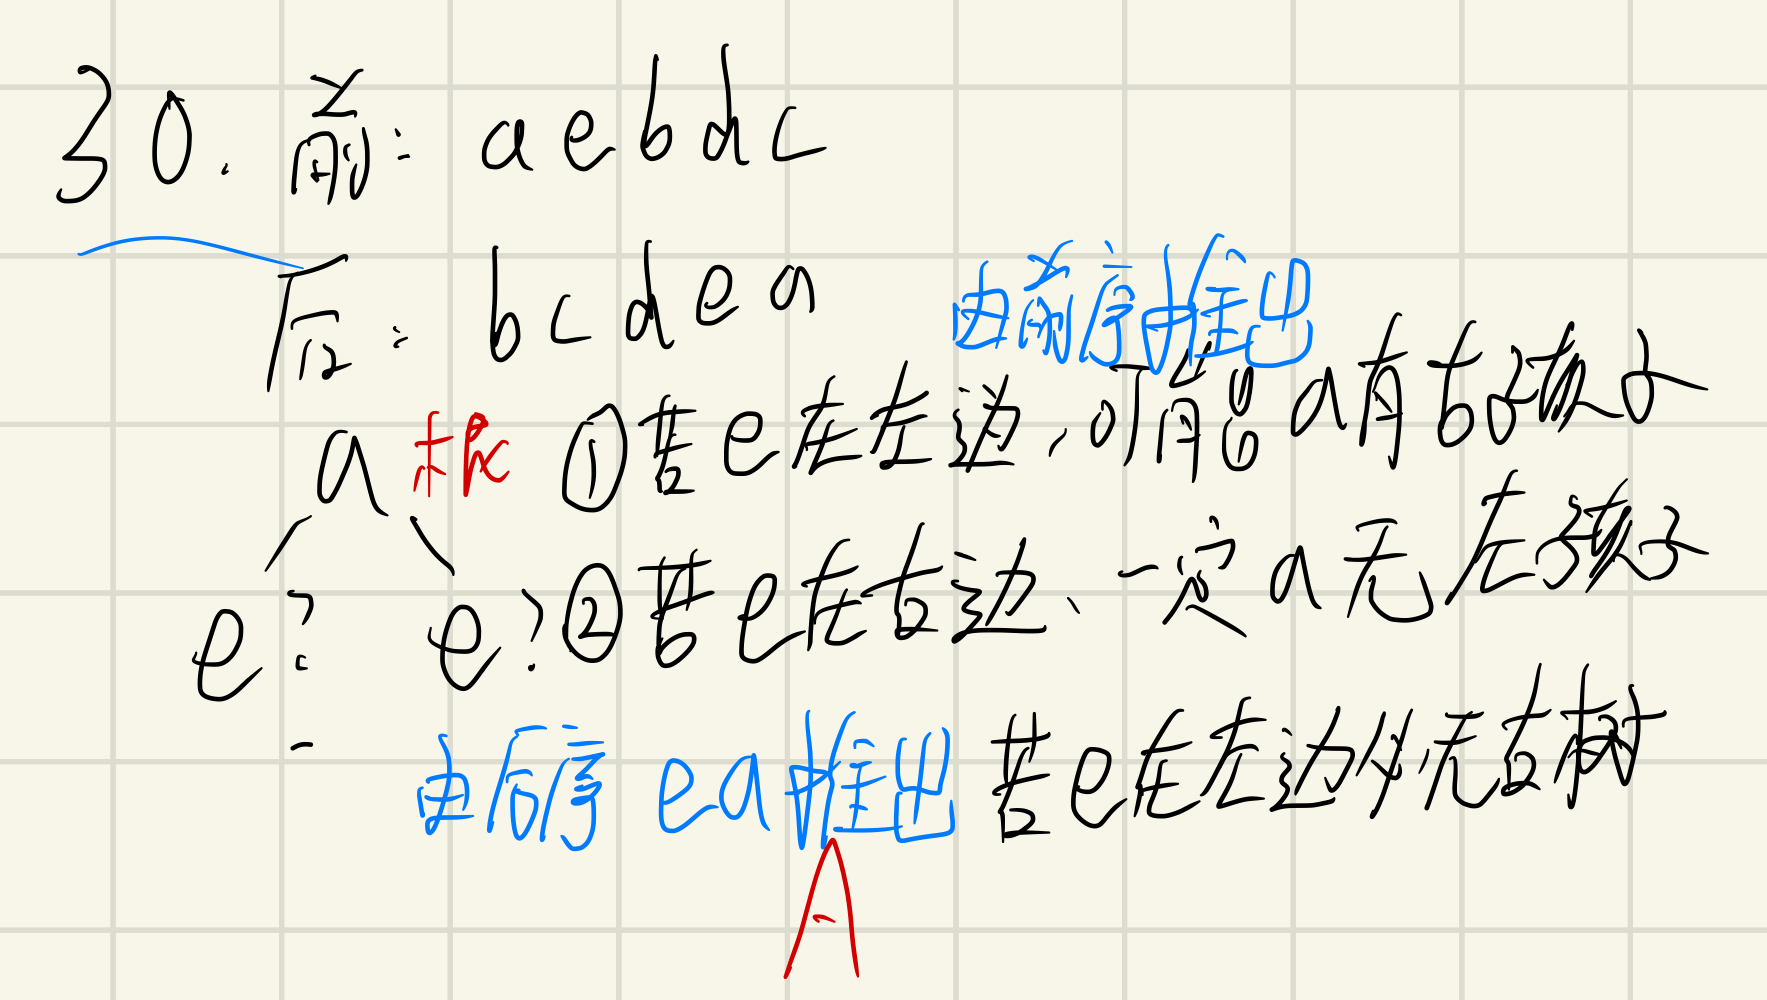 30. 前: aebdc
后: bcdea
由前序推出
a 根 ①若e在左边,可能a有右孩子
e? e? ②若e在右边、一定a无左孩子
由后序 ea推出 若e在左边必无右树
A